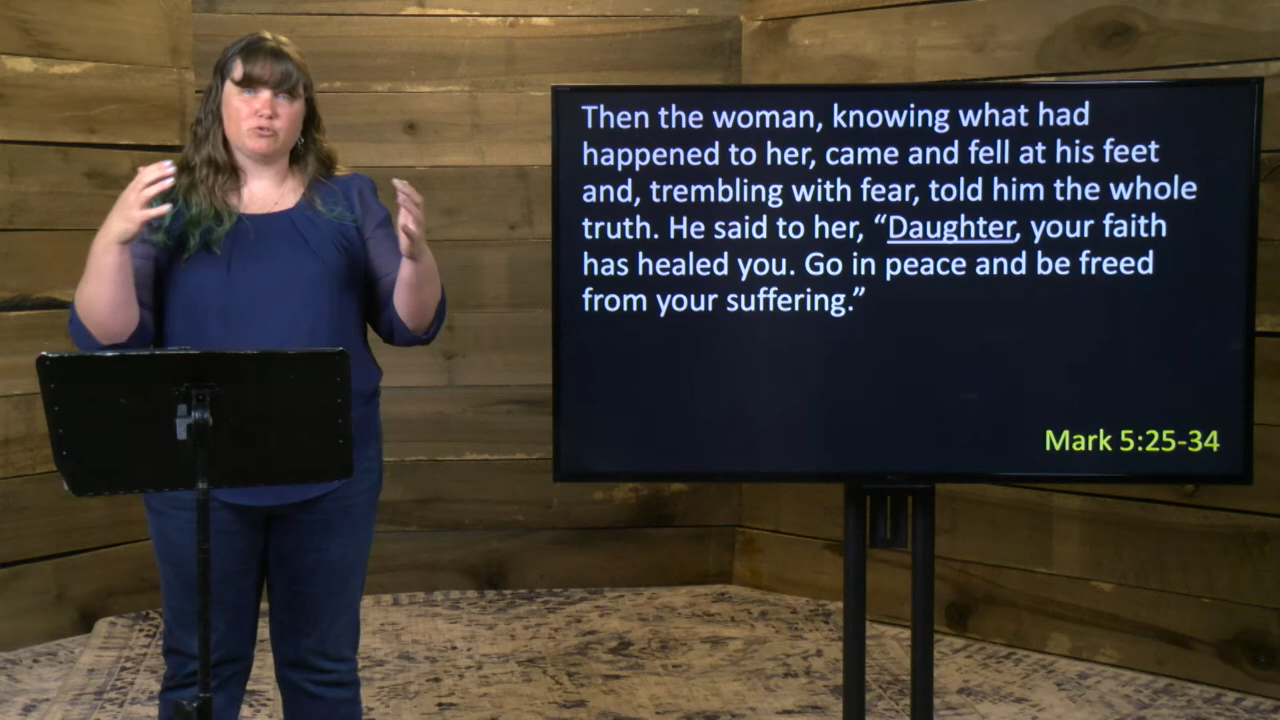 Then the woman, knowing what had
happened to her, came and fell at his feet
and, trembling with fear, told him the whole
truth. He said to her, “Daughter, your faith
has healed you. Go in peace and be freed
from your suffering.”
Mark 5:25-34